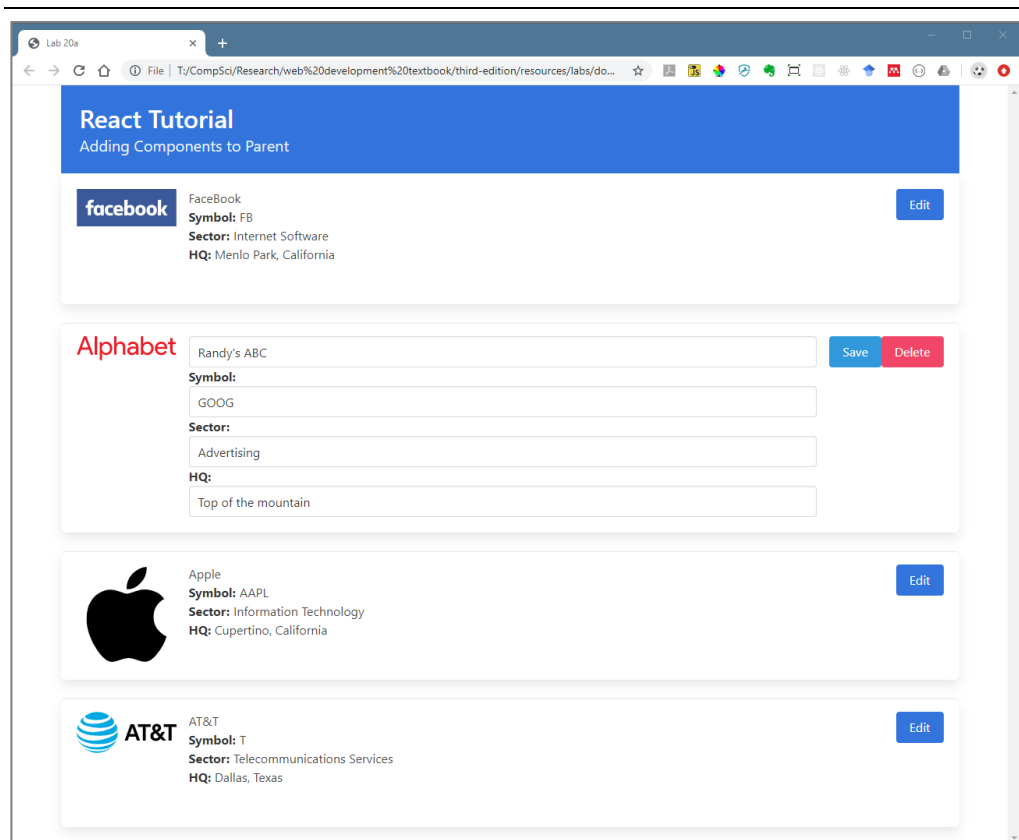 Lab 20a
File | T:/CompSci/Research/web%20development%20textbook/third-edition/resources/labs/do...
React Tutorial
Adding Components to Parent
facebook
FaceBook
Edit
Symbol: FB
Sector: Internet Software
HQ: Menlo Park, California
Alphabet
Randy's ABC
Save
Delete
Symbol:
GOOG
Sector:
Advertising
HQ:
Top of the mountain
Apple
Edit
Symbol: AAPL
Sector: Information Technology
HQ: Cupertino, California
AT&T
AT&T
Edit
Symbol: T
Sector: Telecommunications Services
HQ: Dallas, Texas